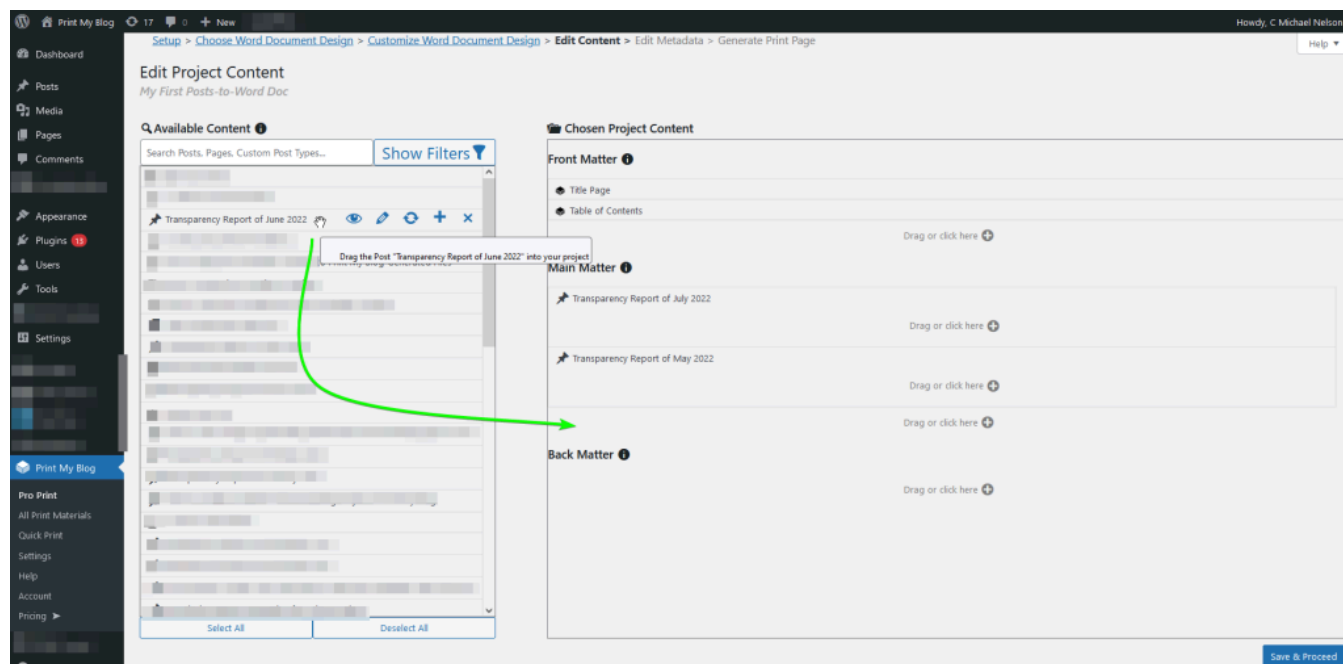 Print My Blog 17 0 + New
Howdy, C Michael Nelson
Dashboard
Posts
Media
Pages
Comments
Appearance
Plugins 13
Users
Tools
Settings
Print My Blog
Pro Print
All Print Materials
Quick Print
Settings
Help
Account
Pricing ➤
Setup > Choose Word Document Design > Customize Word Document Design > Edit Content > Edit Metadata > Generate Print Page
Help ▼
Edit Project Content
My First Posts-to-Word Doc
Available Content
Search Posts, Pages, Custom Post Types...
Show Filters
Transparency Report of June 2022
Drag the Post "Transparency Report of June 2022" into your project
Select All
Deselect All
Chosen Project Content
Front Matter
Title Page
Table of Contents
Drag or click here
Main Matter
Transparency Report of July 2022
Drag or click here
Transparency Report of May 2022
Drag or click here
Drag or click here
Back Matter
Drag or click here
Save & Proceed